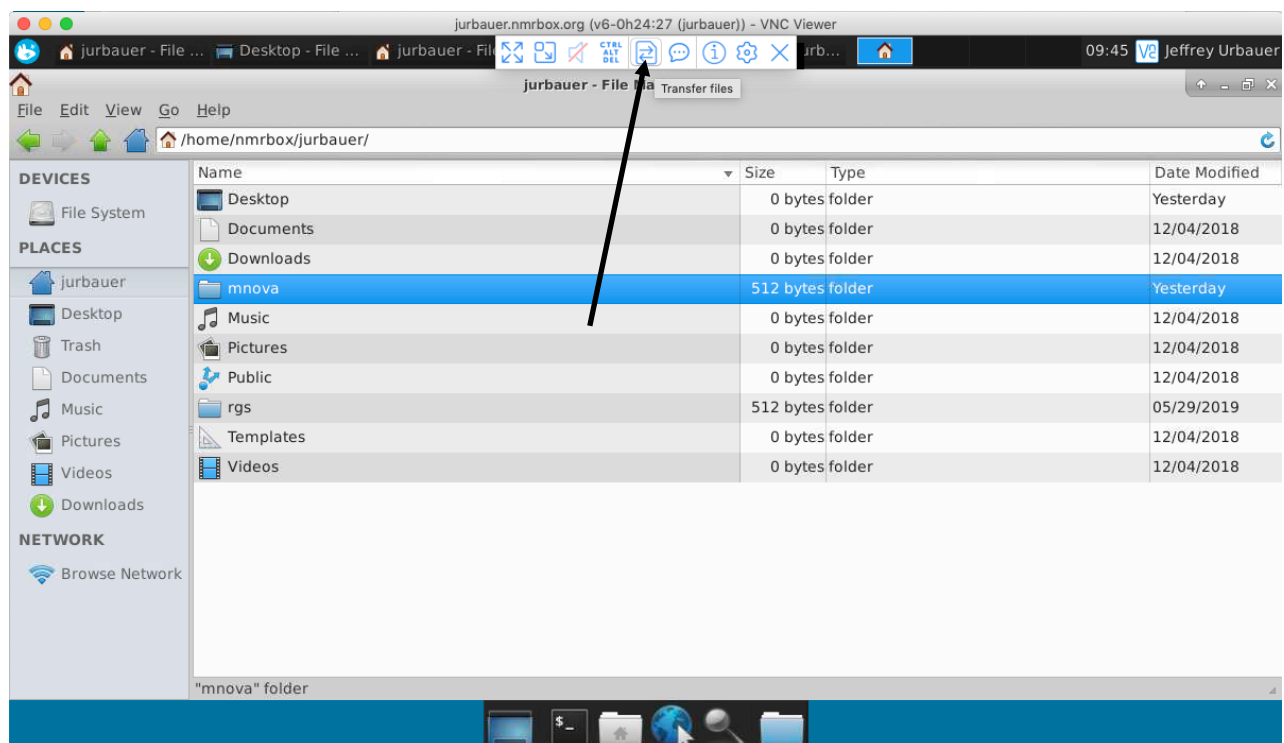 jurbauer.nmrbox.org (v6-0h24:27 (jurbauer)) - VNC Viewer
jurbauer - File ... Desktop - File ... jurbauer - Fil CTRL ALT DEL urb... 09:45 V2 Jeffrey Urbauer
jurbauer - File Ma
Transfer files
File Edit View Go Help
/home/nmrbox/jurbauer/
DEVICES
File System
PLACES
jurbauer
Desktop
Trash
Documents
Music
Pictures
Videos
Downloads
NETWORK
Browse Network
Name Size Type Date Modified
Desktop 0 bytes folder Yesterday
Documents 0 bytes folder 12/04/2018
Downloads 0 bytes folder 12/04/2018
mnova 512 bytes folder Yesterday
Music 0 bytes folder 12/04/2018
Pictures 0 bytes folder 12/04/2018
Public 0 bytes folder 12/04/2018
rgs 512 bytes folder 05/29/2019
Templates 0 bytes folder 12/04/2018
Videos 0 bytes folder 12/04/2018
"mnova" folder
$_